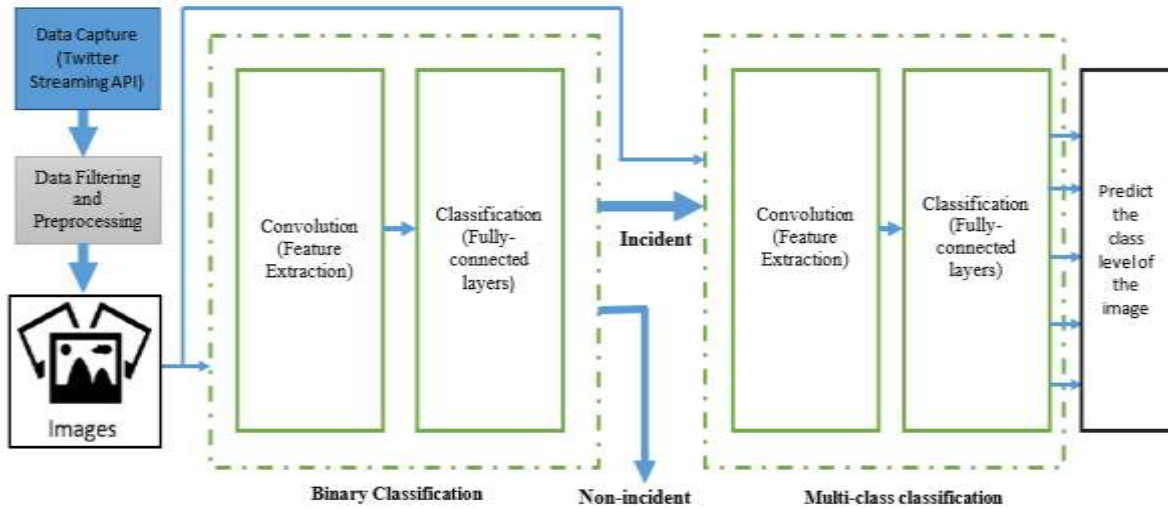 Data Capture
(Twitter
Streaming API)
Data Filtering
and
Preprocessing
Images
Convolution
(Feature
Extraction)
Classification
(Fully-
connected
layers)
Binary Classification
Incident
Non-incident
Convolution
(Feature
Extraction)
Classification
(Fully-
connected
layers)
Multi-class classification
Predict
the
class
level of
the
image